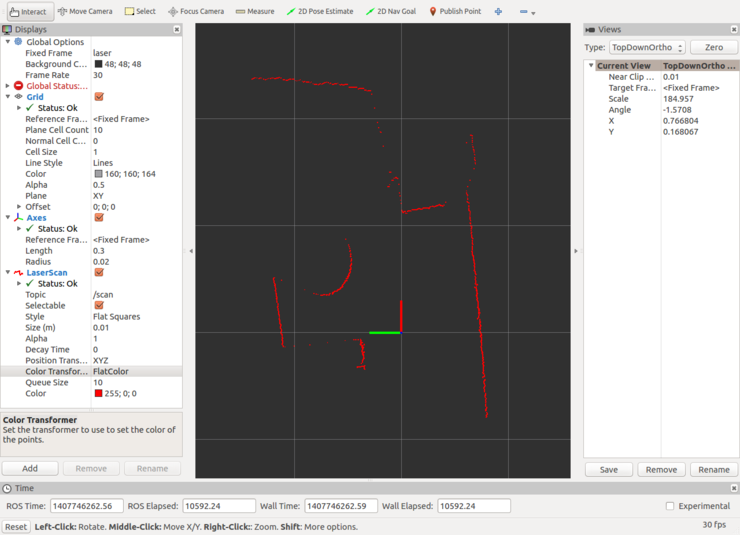 Interact Move Camera Select Focus Camera Measure 2D Pose Estimate 2D Nav Goal Publish Point
Displays
Global Options
Fixed Frame laser
Background C... 48; 48; 48
Frame Rate 30
Global Status:...
Grid
Status: Ok
Reference Fra... <Fixed Frame>
Plane Cell Count 10
Normal Cell C... 0
Cell Size 1
Line Style Lines
Color 160; 160; 164
Alpha 0.5
Plane XY
Offset 0; 0; 0
Axes
Status: Ok
Reference Fra... <Fixed Frame>
Length 0.3
Radius 0.02
LaserScan
Status: Ok
Topic /scan
Selectable
Style Flat Squares
Size (m) 0.01
Alpha 1
Decay Time 0
Position Trans... XYZ
Color Transfor... FlatColor
Queue Size 10
Color 255; 0; 0
Color Transformer
Set the transformer to use to set the color of
the points.
Add Remove Rename
Views
Type: TopDownOrtho Zero
Current View TopDownOrtho ...
Near Clip ... 0.01
Target Fra... <Fixed Frame>
Scale 184.957
Angle -1.5708
X 0.766804
Y 0.168067
Save Remove Rename
Time
ROS Time: 1407746262.56 ROS Elapsed: 10592.24 Wall Time: 1407746262.59 Wall Elapsed: 10592.24 Experimental
Reset Left-Click: Rotate. Middle-Click: Move X/Y. Right-Click:: Zoom. Shift: More options. 30 fps